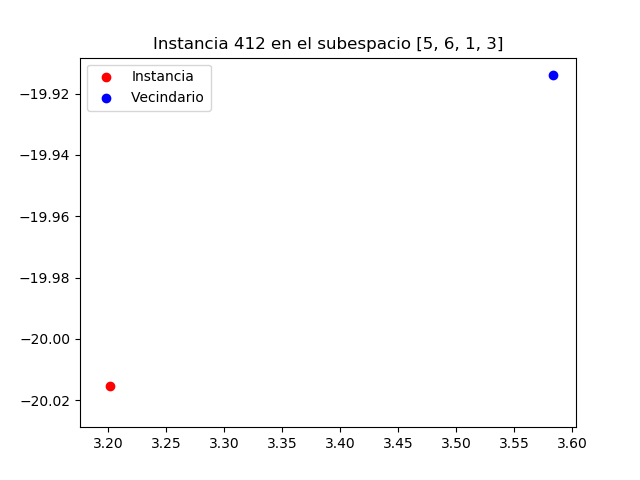 Instancia 412 en el subespacio [5, 6, 1, 3]
Instancia
Vecindario
−19.92
−19.94
−19.96
−19.98
−20.00
−20.02
3.20 3.25 3.30 3.35 3.40 3.45 3.50 3.55 3.60